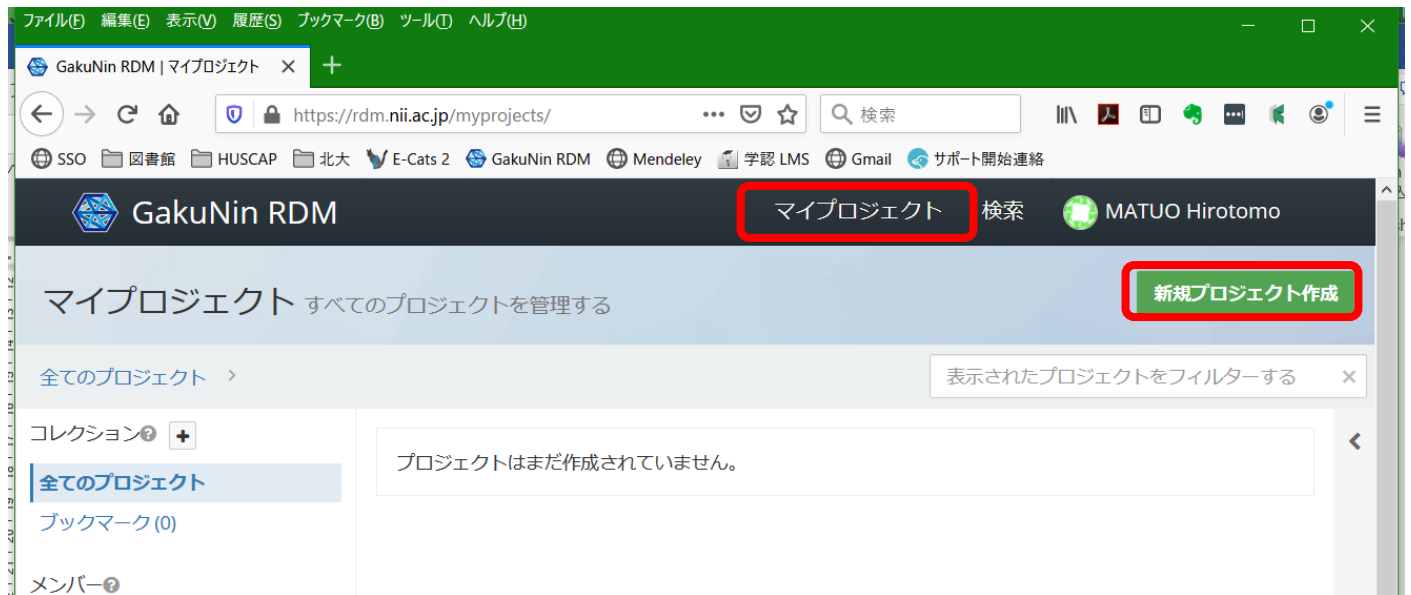 ファイル(F) 編集(E) 表示(V) 履歴(S) ブックマーク(B) ツール(T) ヘルプ(H)
GakuNin RDM | マイプロジェクト
https://rdm.nii.ac.jp/myprojects/
検索
SSO 図書館 HUSCAP 北大 E-Cats 2 GakuNin RDM Mendeley 学認 LMS Gmail サポート開始連絡
GakuNin RDM マイプロジェクト 検索 MATUO Hirotomo
マイプロジェクト すべてのプロジェクトを管理する 新規プロジェクト作成
全てのプロジェクト 表示されたプロジェクトをフィルターする
コレクション
プロジェクトはまだ作成されていません。
全てのプロジェクト
ブックマーク (0)
メンバー